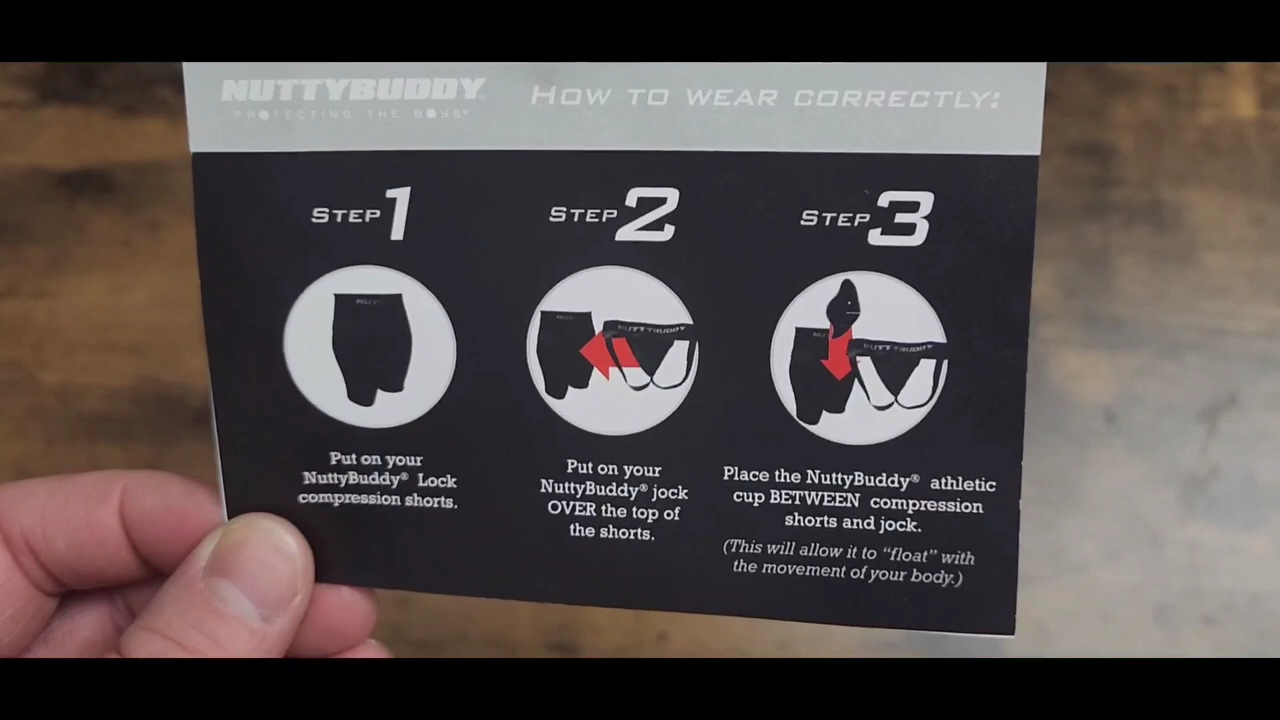 NUTTYBUDDY
PROTECTING THE BOYS
HOW TO WEAR CORRECTLY:
STEP 1
STEP 2
STEP 3
NUTTYBUDDY
NUTTYBUDDY
Put on your
NuttyBuddy® Lock
compression shorts.
Put on your
NuttyBuddy® jock
OVER the top of
the shorts.
Place the NuttyBuddy® athletic
cup BETWEEN compression
shorts and jock.
(This will allow it to “float” with
the movement of your body.)